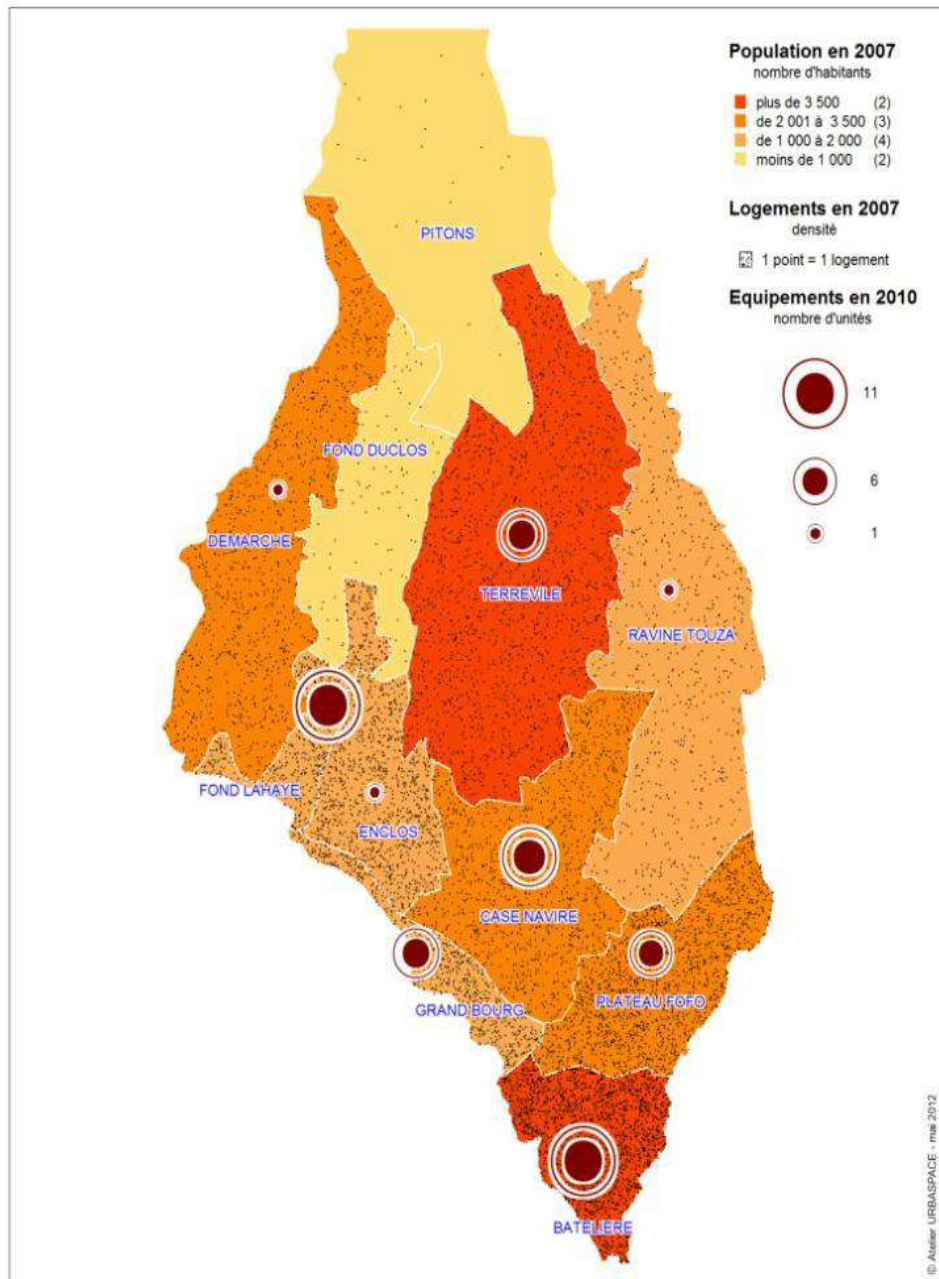 Population en 2007
nombre d'habitants
plus de 3 500 (2)
de 2 001 à 3 500 (3)
de 1 000 à 2 000 (4)
moins de 1 000 (2)
Logements en 2007
densité
1 point = 1 logement
Equipements en 2010
nombre d'unités
11
6
1
PITONS
FOND DUCLOS
DEMARCHE
TERREVILE
RAVINE TOUZA
FOND LAHAYE
ENCLOS
CASE NAVIRE
GRAND BOURG
PLATEAU FOFO
BATELIERE
© Atelier URBASPACE - mai 2012